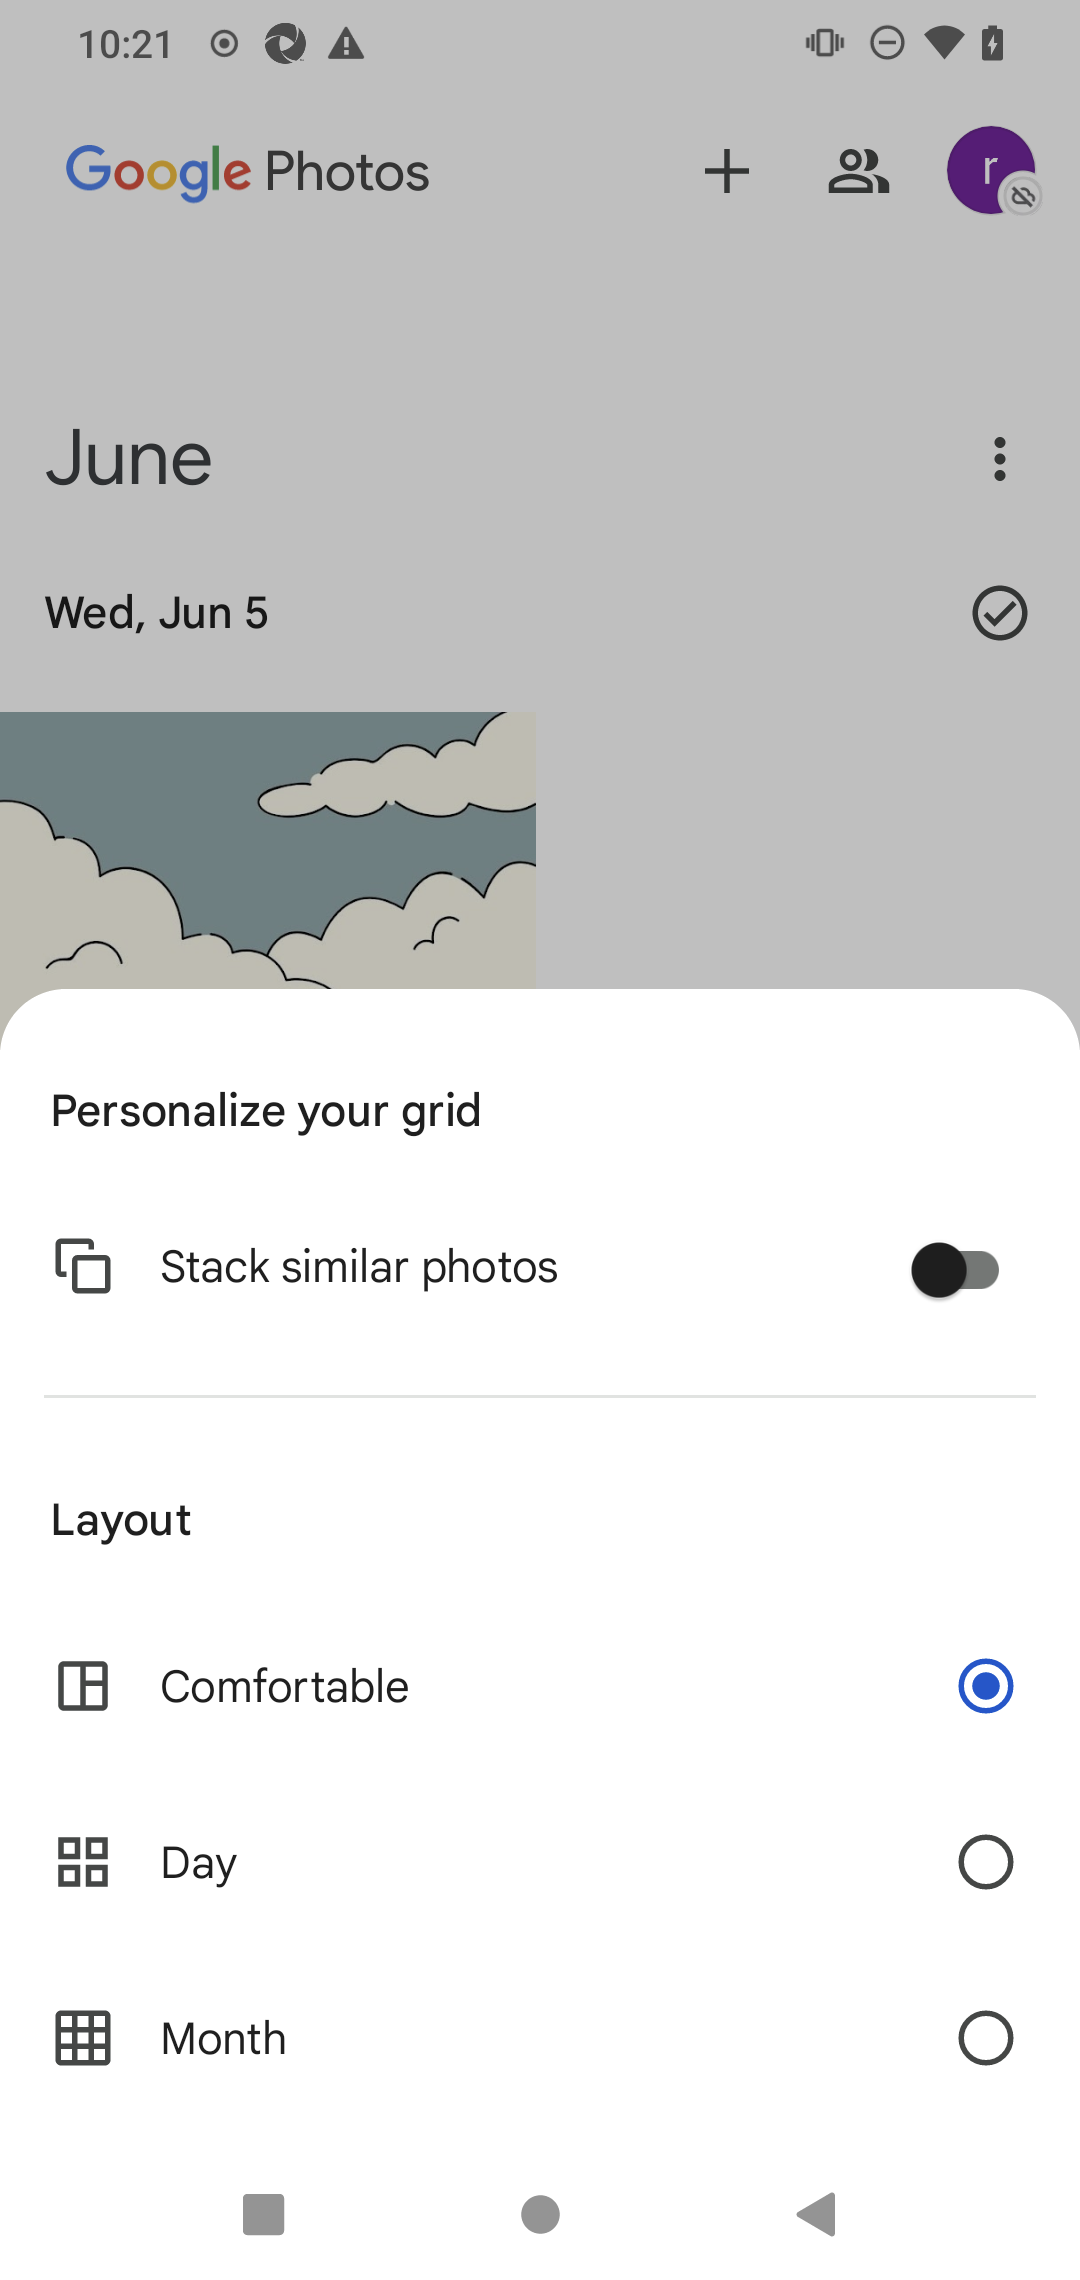 10:21
Google Photos
r
June
Wed, Jun 5
Personalize your grid
Stack similar photos
Layout
Comfortable
Day
Month